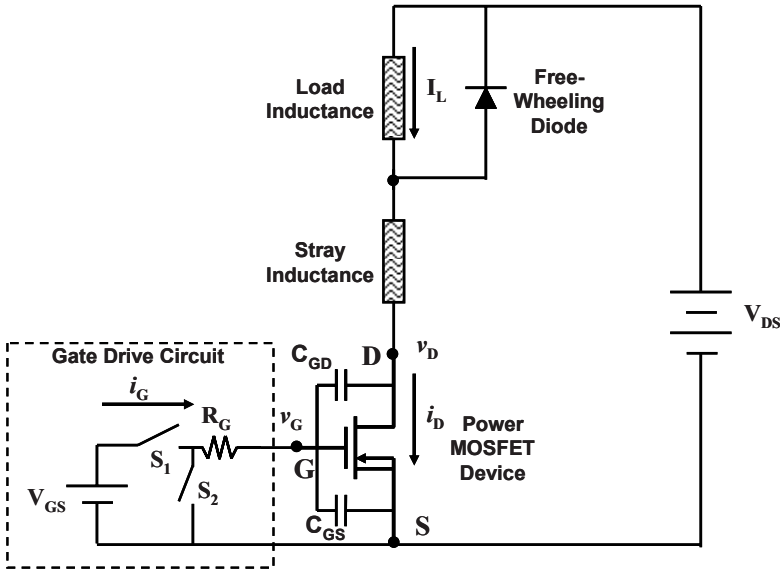 Load
Inductance
I_L
Free-
Wheeling
Diode
Stray
Inductance
V_DS
Gate Drive Circuit
i_G
R_G
S_1
S_2
V_GS
C_GD
D
v_D
v_G
G
i_D
Power
MOSFET
Device
C_GS
S